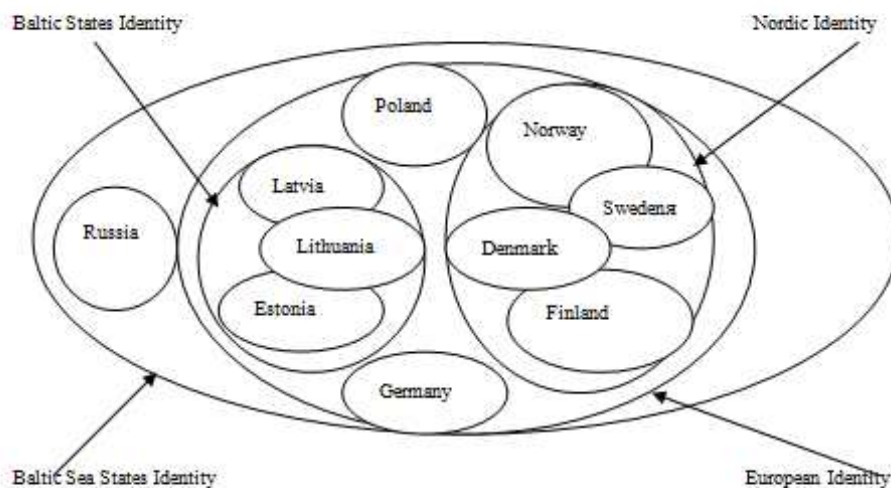 Baltic States Identity
Nordic Identity
Poland
Norway
Latvia
Swedenя
Russia
Lithuania
Denmark
Estonia
Finland
Germany
Baltic Sea States Identity
European Identity